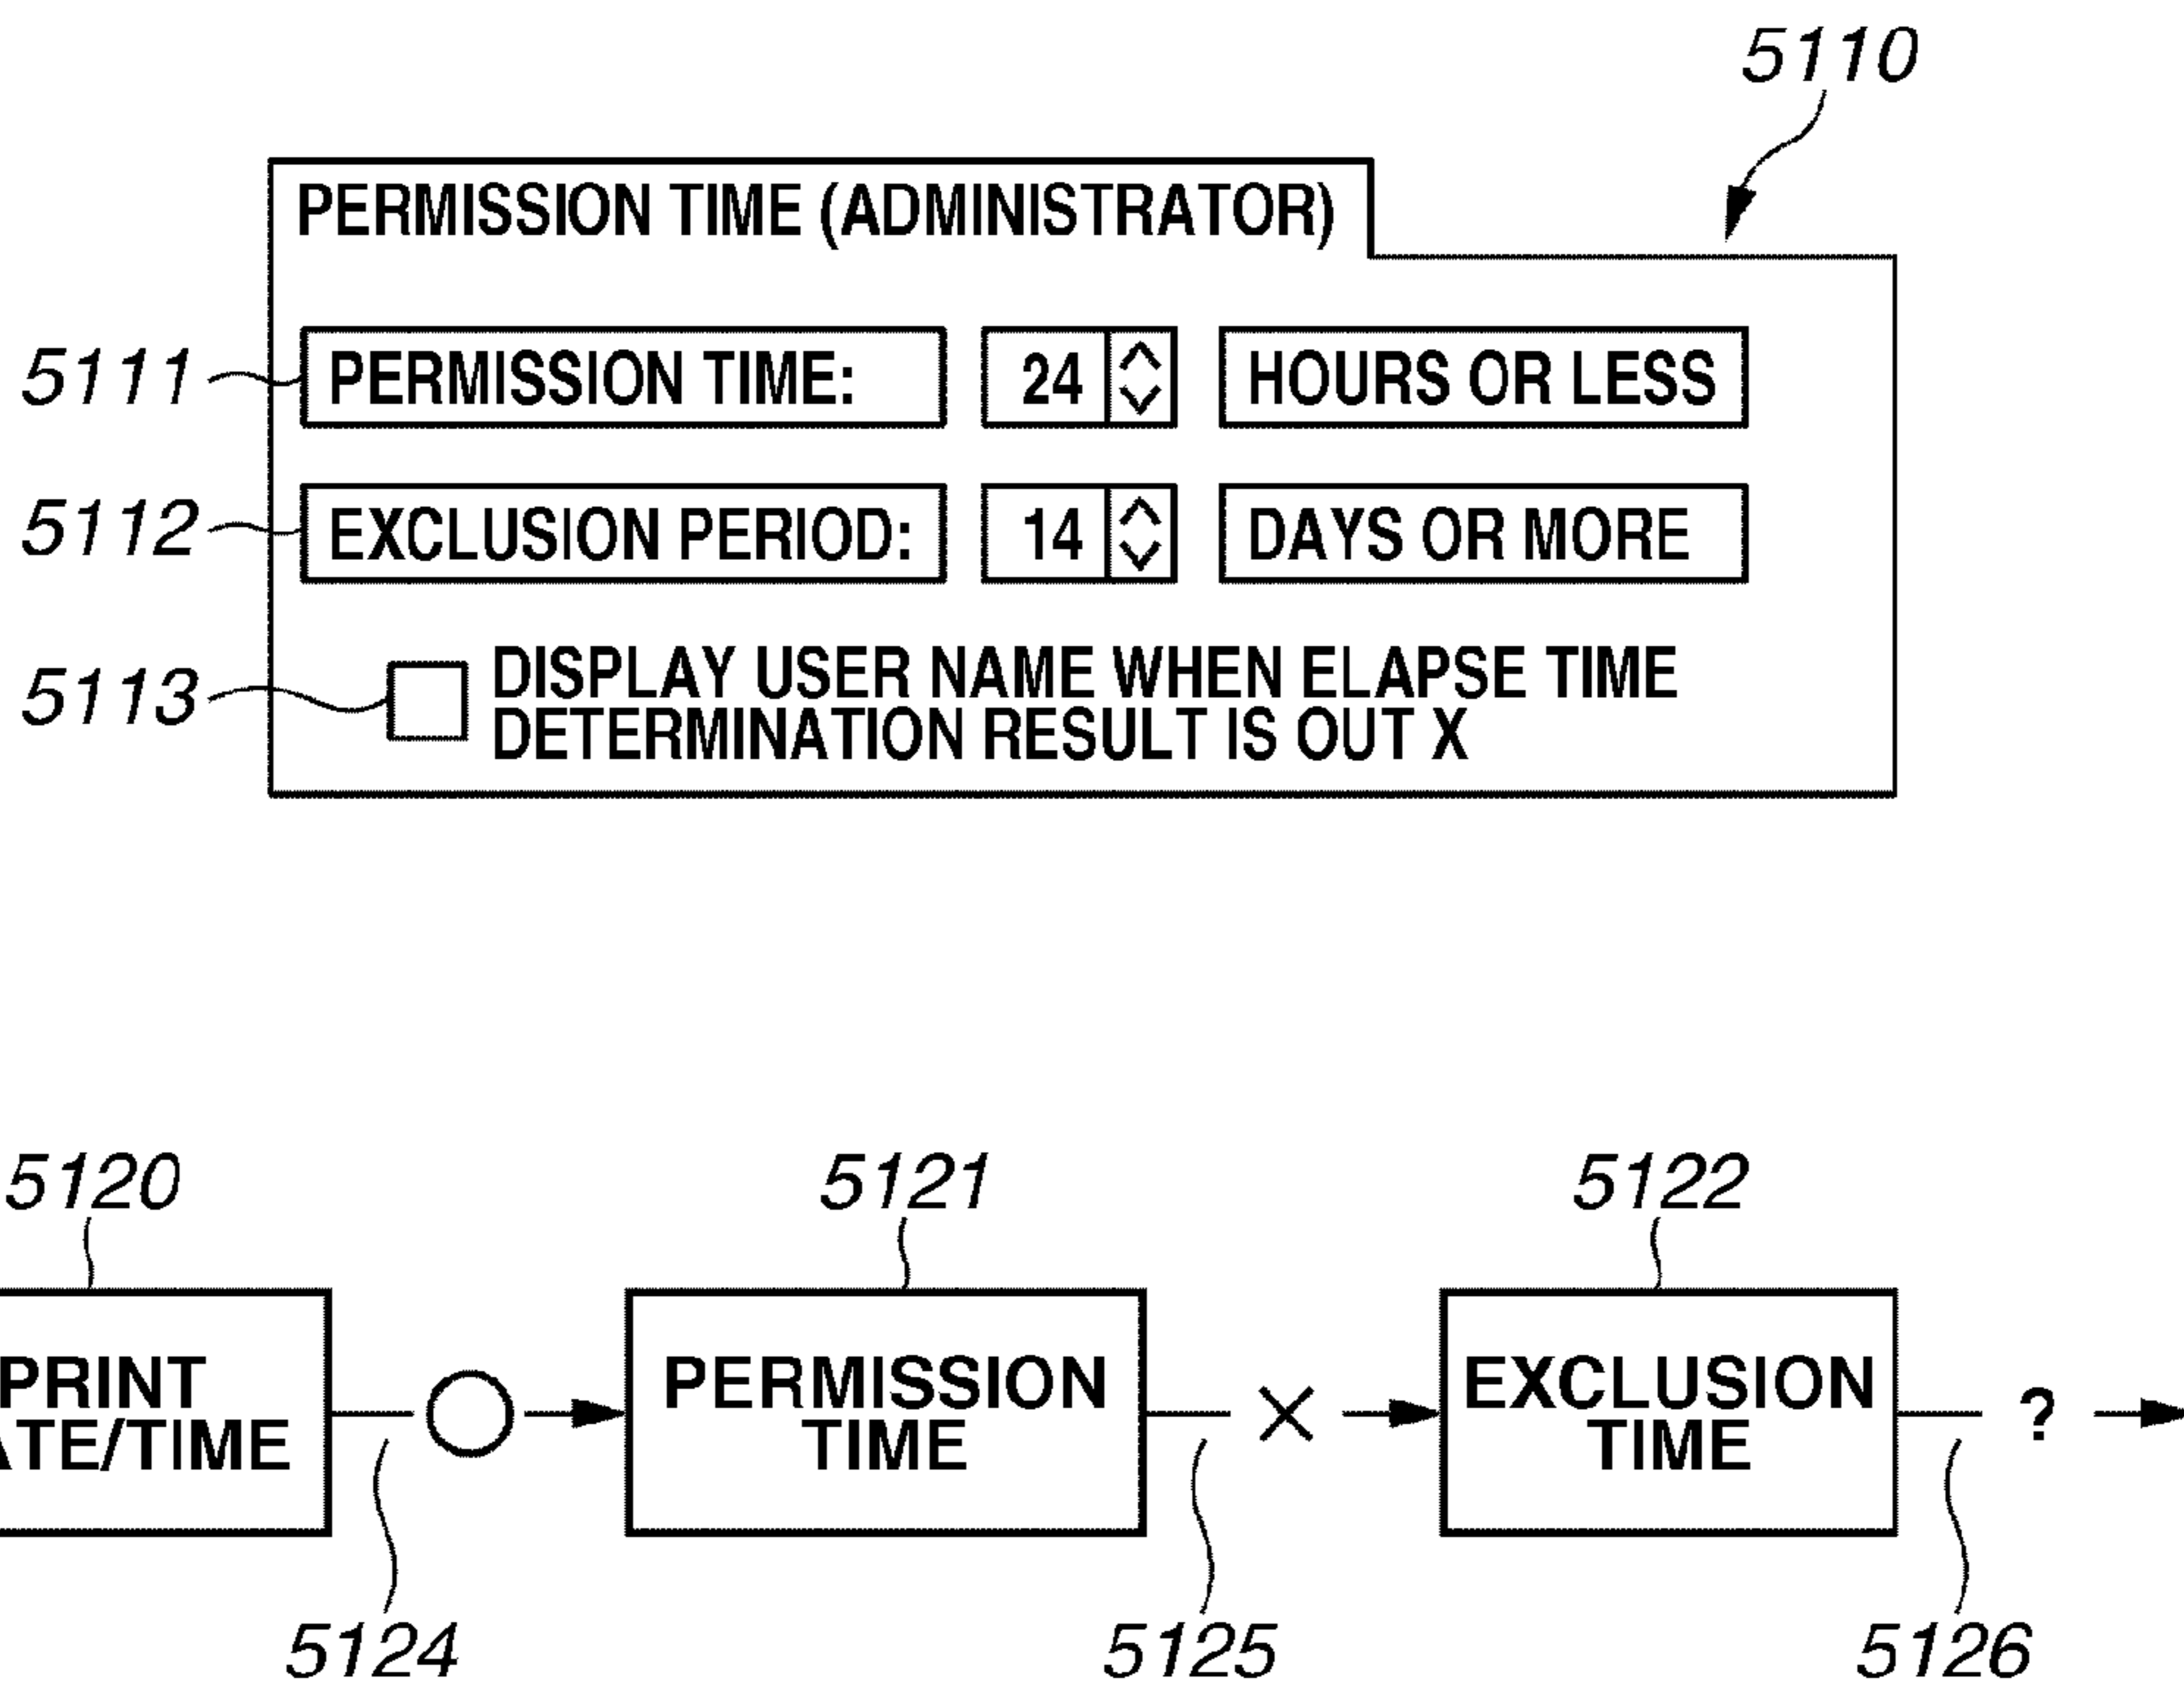 5110
PERMISSION TIME (ADMINISTRATOR)
5111
PERMISSION TIME: 24 HOURS OR LESS
5112
EXCLUSION PERIOD: 14 DAYS OR MORE
5113
DISPLAY USER NAME WHEN ELAPSE TIME
DETERMINATION RESULT IS OUT X
5120 5121 5122
PRINT
ATE/TIME
PERMISSION
TIME
EXCLUSION
TIME
?
5124 5125 5126